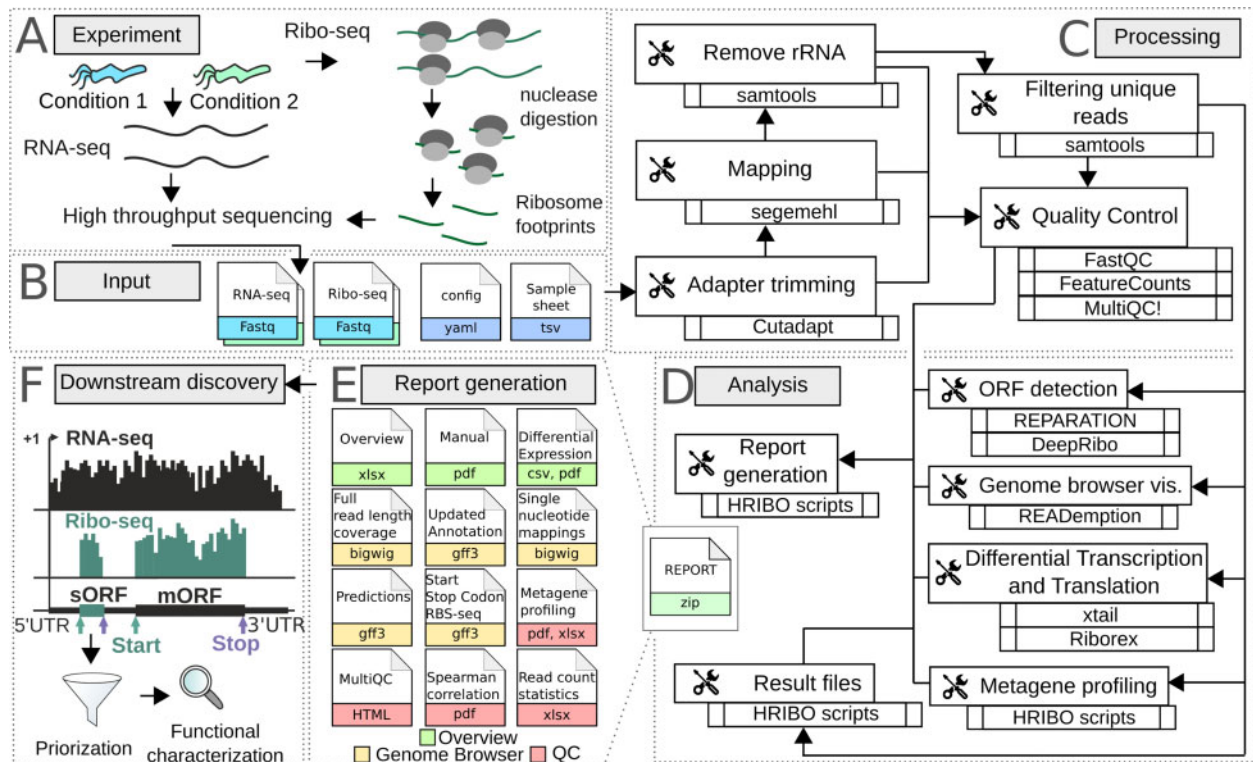 A
Experiment
Condition 1
Condition 2
Ribo-seq
nuclease
digestion
RNA-seq
High throughput sequencing
Ribosome
footprints
B
Input
RNA-seq
Fastq
Ribo-seq
Fastq
config
yaml
Sample
sheet
tsv
C
Processing
Remove rRNA
samtools
Mapping
segemehl
Adapter trimming
Cutadapt
Filtering unique
reads
samtools
Quality Control
FastQC
FeatureCounts
MultiQC!
D
Analysis
Report
generation
HRIBO scripts
ORF detection
REPARATION
DeepRibo
Genome browser vis.
READemption
Differential Transcription
and Translation
xtail
Riborex
Metagene profiling
HRIBO scripts
Result files
HRIBO scripts
REPORT
zip
E
Report generation
Overview
xlsx
Manual
pdf
Differential
Expression
csv, pdf
Full
read length
coverage
bigwig
Updated
Annotation
gff3
Single
nucleotide
mappings
bigwig
Predictions
gff3
Start
Stop Codon
RBS-seq
gff3
Metagene
profiling
pdf, xlsx
MultiQC
HTML
Spearman
correlation
pdf
Read count
statistics
xlsx
Overview
Genome Browser
QC
F
Downstream discovery
+1
RNA-seq
Ribo-seq
sORF
mORF
5'UTR
3'UTR
Start
Stop
Priorization
Functional
characterization